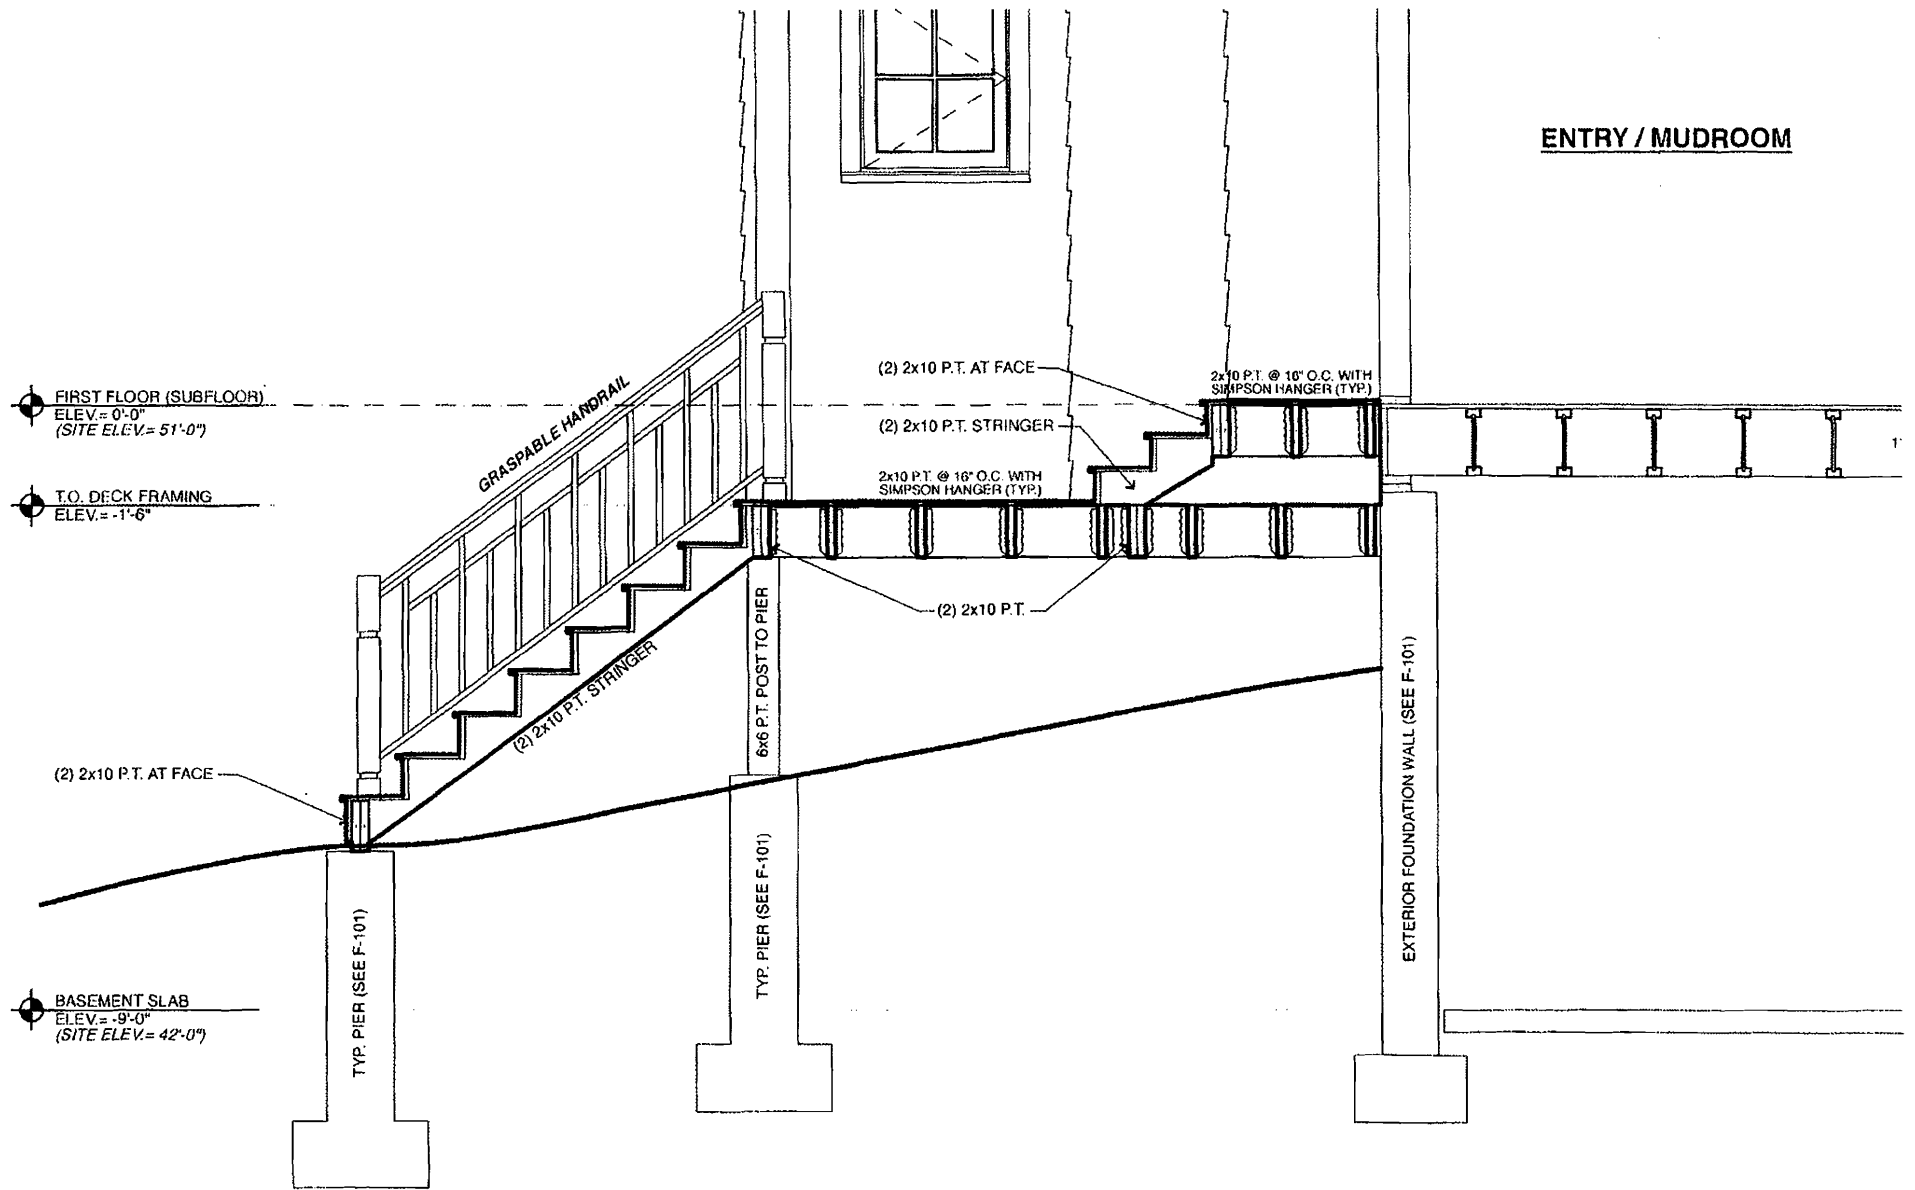 ENTRY / MUDROOM
(2) 2x10 P.T. AT FACE
2x10 P.T. @ 16" O.C. WITH
SIMPSON HANGER (TYP.)
GRASPABLE HANDRAIL
FIRST FLOOR (SUBFLOOR)
ELEV.= 0'-0"
(SITE ELEV.= 51'-0")
(2) 2x10 P.T. STRINGER
2x10 P.T. @ 16" O.C. WITH
SIMPSON HANGER (TYP.)
T.O. DECK FRAMING
ELEV.= -1'-6"
(2) 2x10 P.T.
6x6 P.T. POST TO PIER
(2) 2x10 P.T. STRINGER
EXTERIOR FOUNDATION WALL (SEE F-101)
(2) 2x10 P.T. AT FACE
TYP. PIER (SEE F-101)
TYP. PIER (SEE F-101)
BASEMENT SLAB
ELEV.= -9'-0"
(SITE ELEV.= 42'-0")